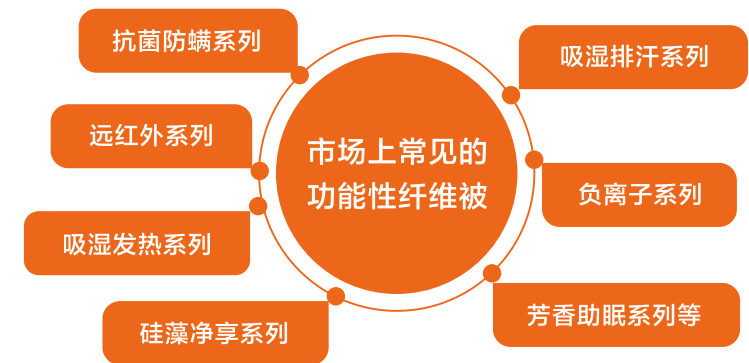 抗菌防螨系列
远红外系列
吸湿发热系列
硅藻净享系列
市场上常见的
功能性纤维被
吸湿排汗系列
负离子系列
芳香助眠系列等